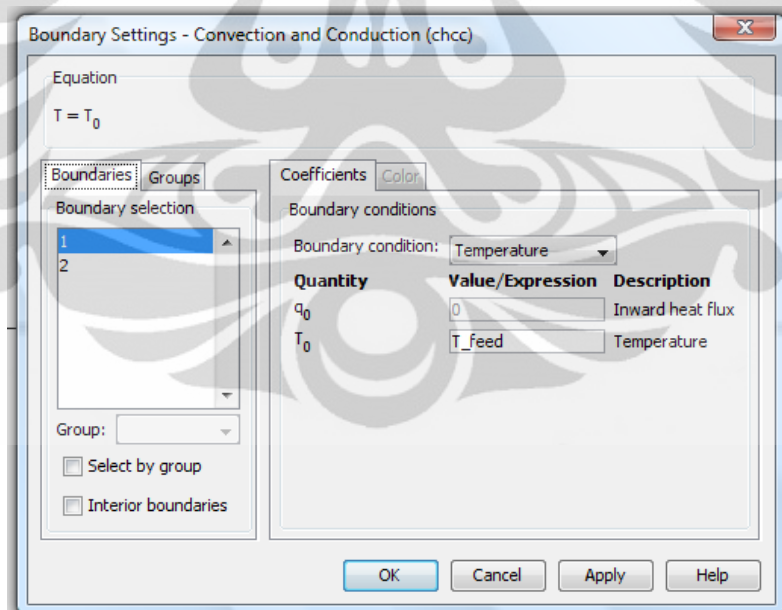 Boundary Settings - Convection and Conduction (chcc)
Equation
T = T₀
Boundaries Groups
Boundary selection
1
2
Group:
Select by group
Interior boundaries
Coefficients Color
Boundary conditions
Boundary condition: Temperature
Quantity Value/Expression Description
q₀ 0 Inward heat flux
T₀ T_feed Temperature
OK Cancel Apply Help